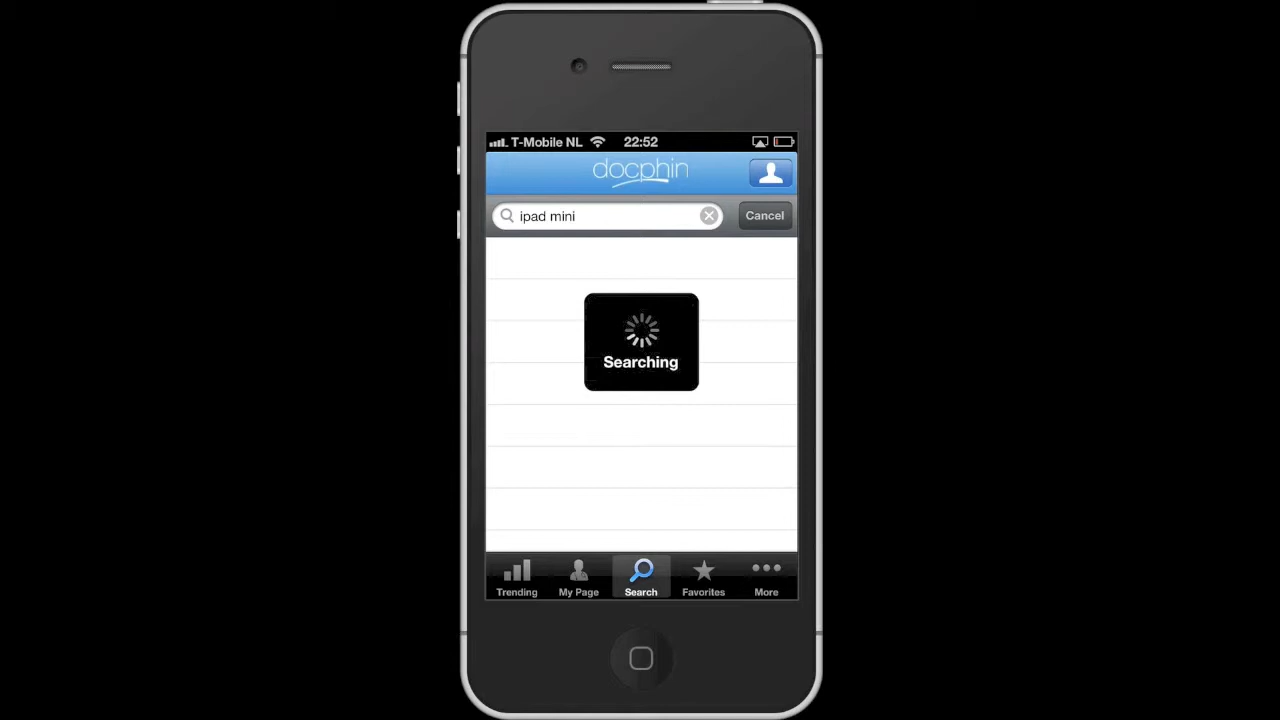 T-Mobile NL 22:52
docphin
ipad mini Cancel
Searching
Trending My Page Search Favorites More